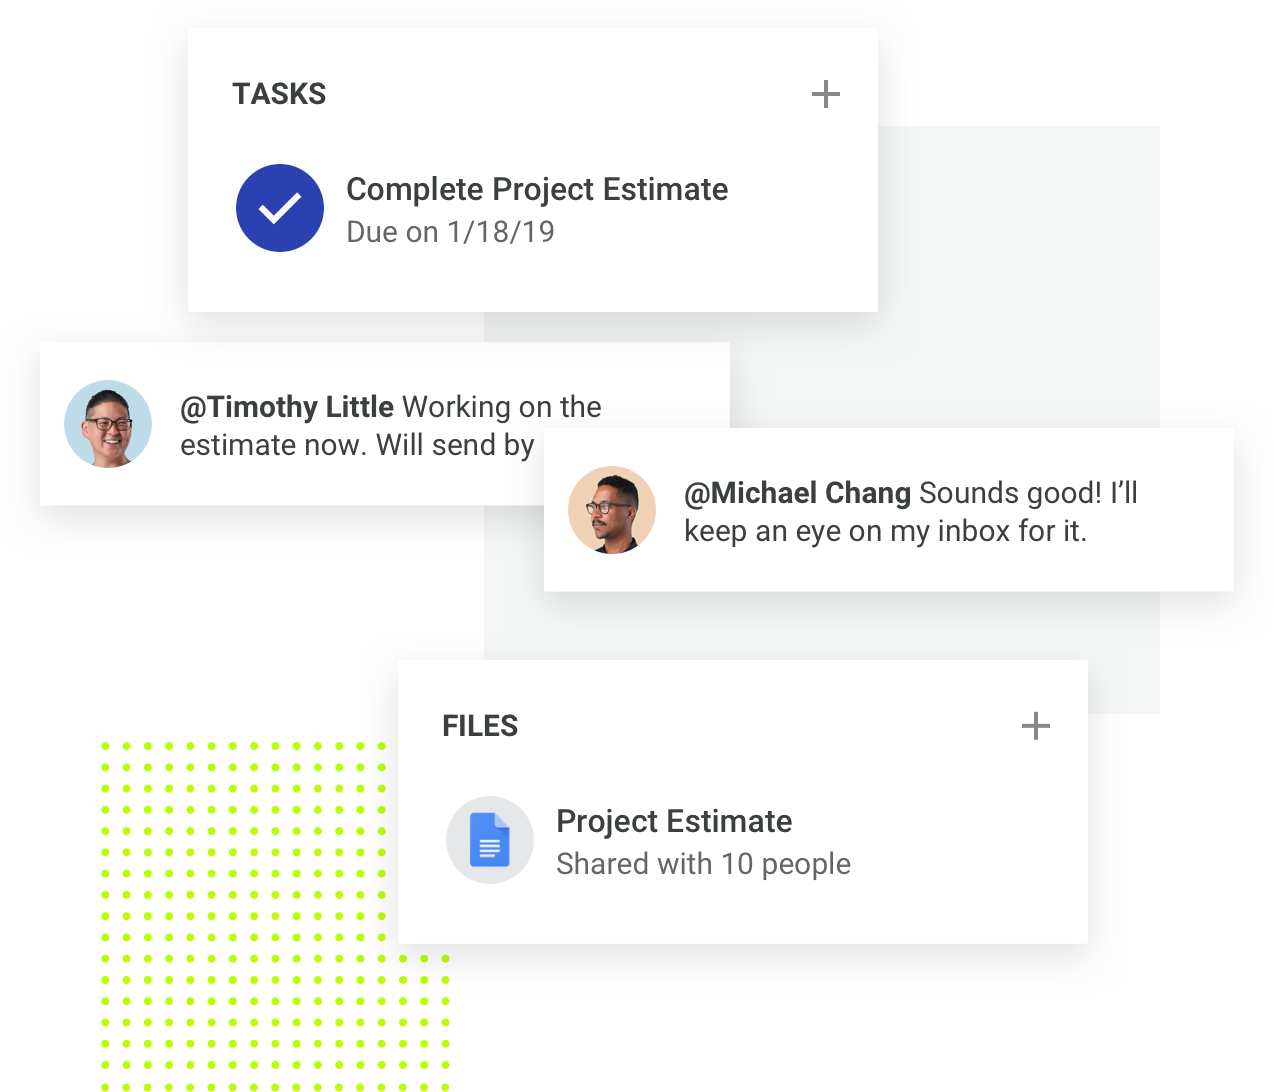 TASKS
Complete Project Estimate
Due on 1/18/19
@Timothy Little Working on the
estimate now. Will send by
@Michael Chang Sounds good! I’ll
keep an eye on my inbox for it.
FILES
Project Estimate
Shared with 10 people